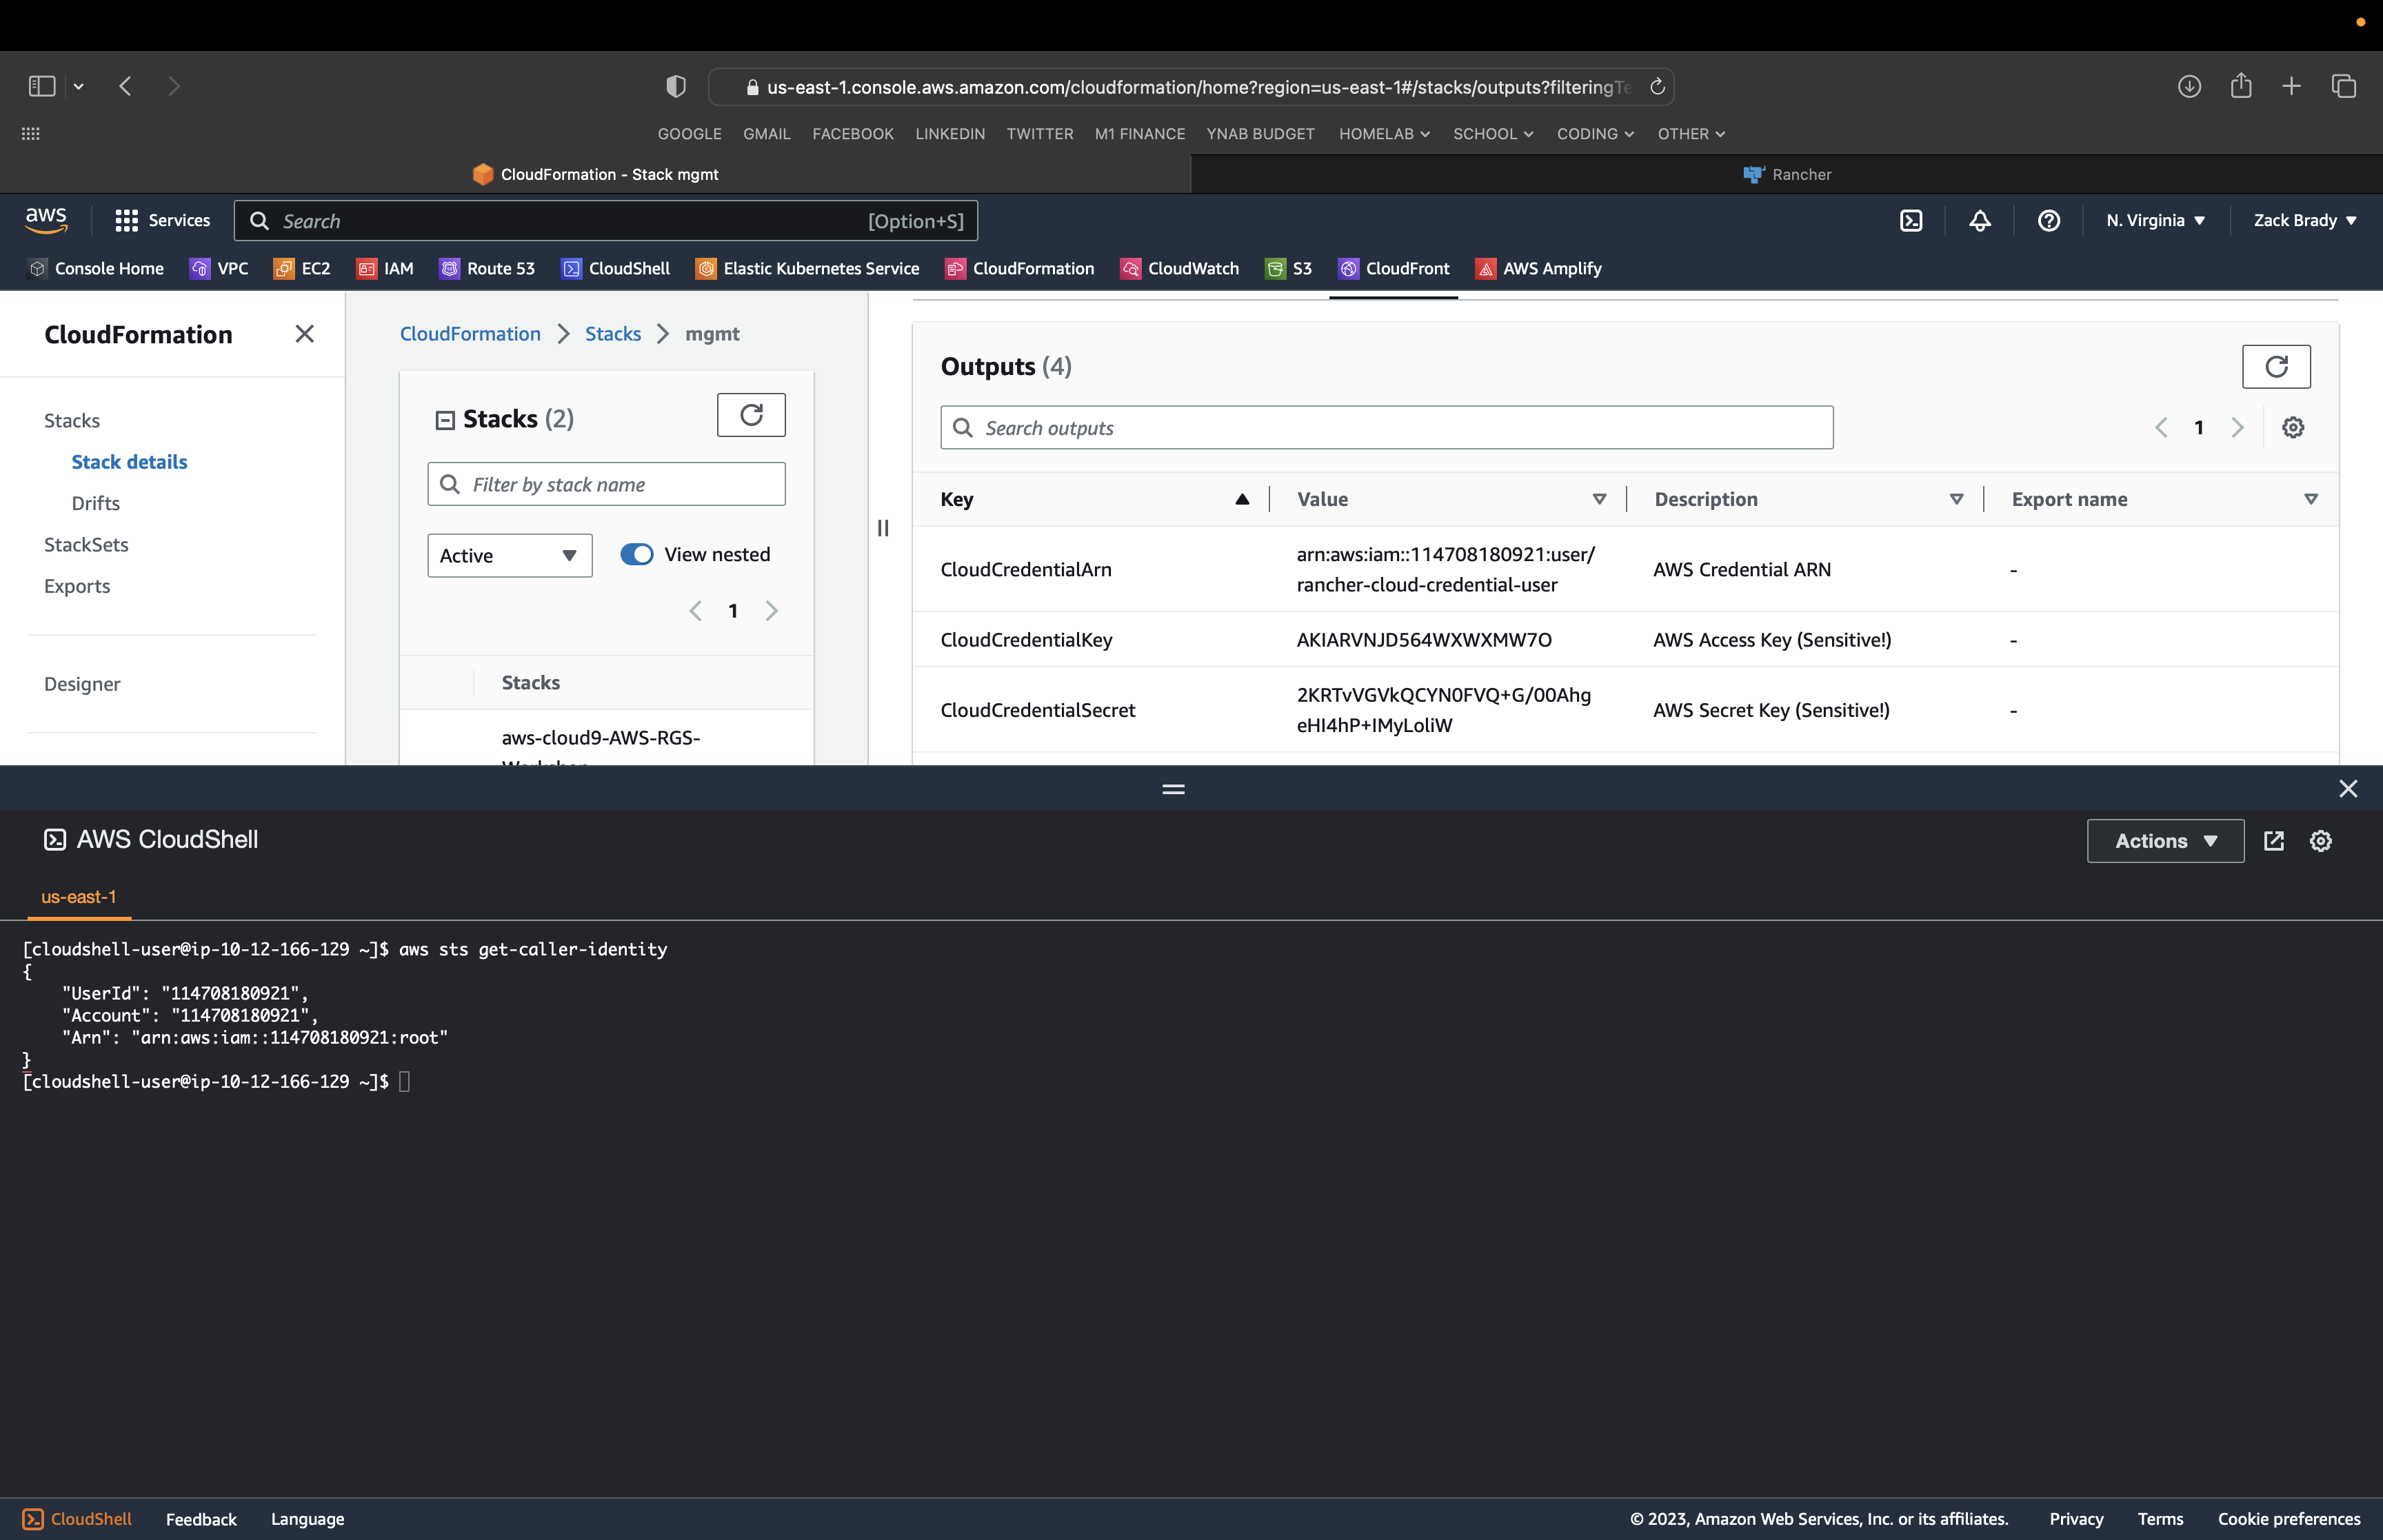 us-east-1.console.aws.amazon.com/cloudformation/home?region=us-east-1#/stacks/outputs?filteringTe
GOOGLE GMAIL FACEBOOK LINKEDIN TWITTER M1 FINANCE YNAB BUDGET HOMELAB SCHOOL CODING OTHER
CloudFormation - Stack mgmt
Rancher
aws Services Search [Option+S] N. Virginia Zack Brady
Console Home VPC EC2 IAM Route 53 CloudShell Elastic Kubernetes Service CloudFormation CloudWatch S3 CloudFront AWS Amplify
CloudFormation
Stacks
Stack details
Drifts
StackSets
Exports
Designer
CloudFormation Stacks mgmt
Stacks (2)
Filter by stack name
Active View nested
1
Stacks
aws-cloud9-AWS-RGS-
Outputs (4)
Search outputs
1
Key Value Description Export name
CloudCredentialArn
arn:aws:iam::114708180921:user/
rancher-cloud-credential-user
AWS Credential ARN -
CloudCredentialKey AKIARVNJD564WXWXMW7O AWS Access Key (Sensitive!) -
CloudCredentialSecret
2KRTvVGVkQCYN0FVQ+G/00Ahg
eHI4hP+IMyLoliW
AWS Secret Key (Sensitive!) -
AWS CloudShell
Actions
us-east-1
[cloudshell-user@ip-10-12-166-129 ~]$ aws sts get-caller-identity
{
    "UserId": "114708180921",
    "Account": "114708180921",
    "Arn": "arn:aws:iam::114708180921:root"
}
[cloudshell-user@ip-10-12-166-129 ~]$
CloudShell Feedback Language © 2023, Amazon Web Services, Inc. or its affiliates. Privacy Terms Cookie preferences